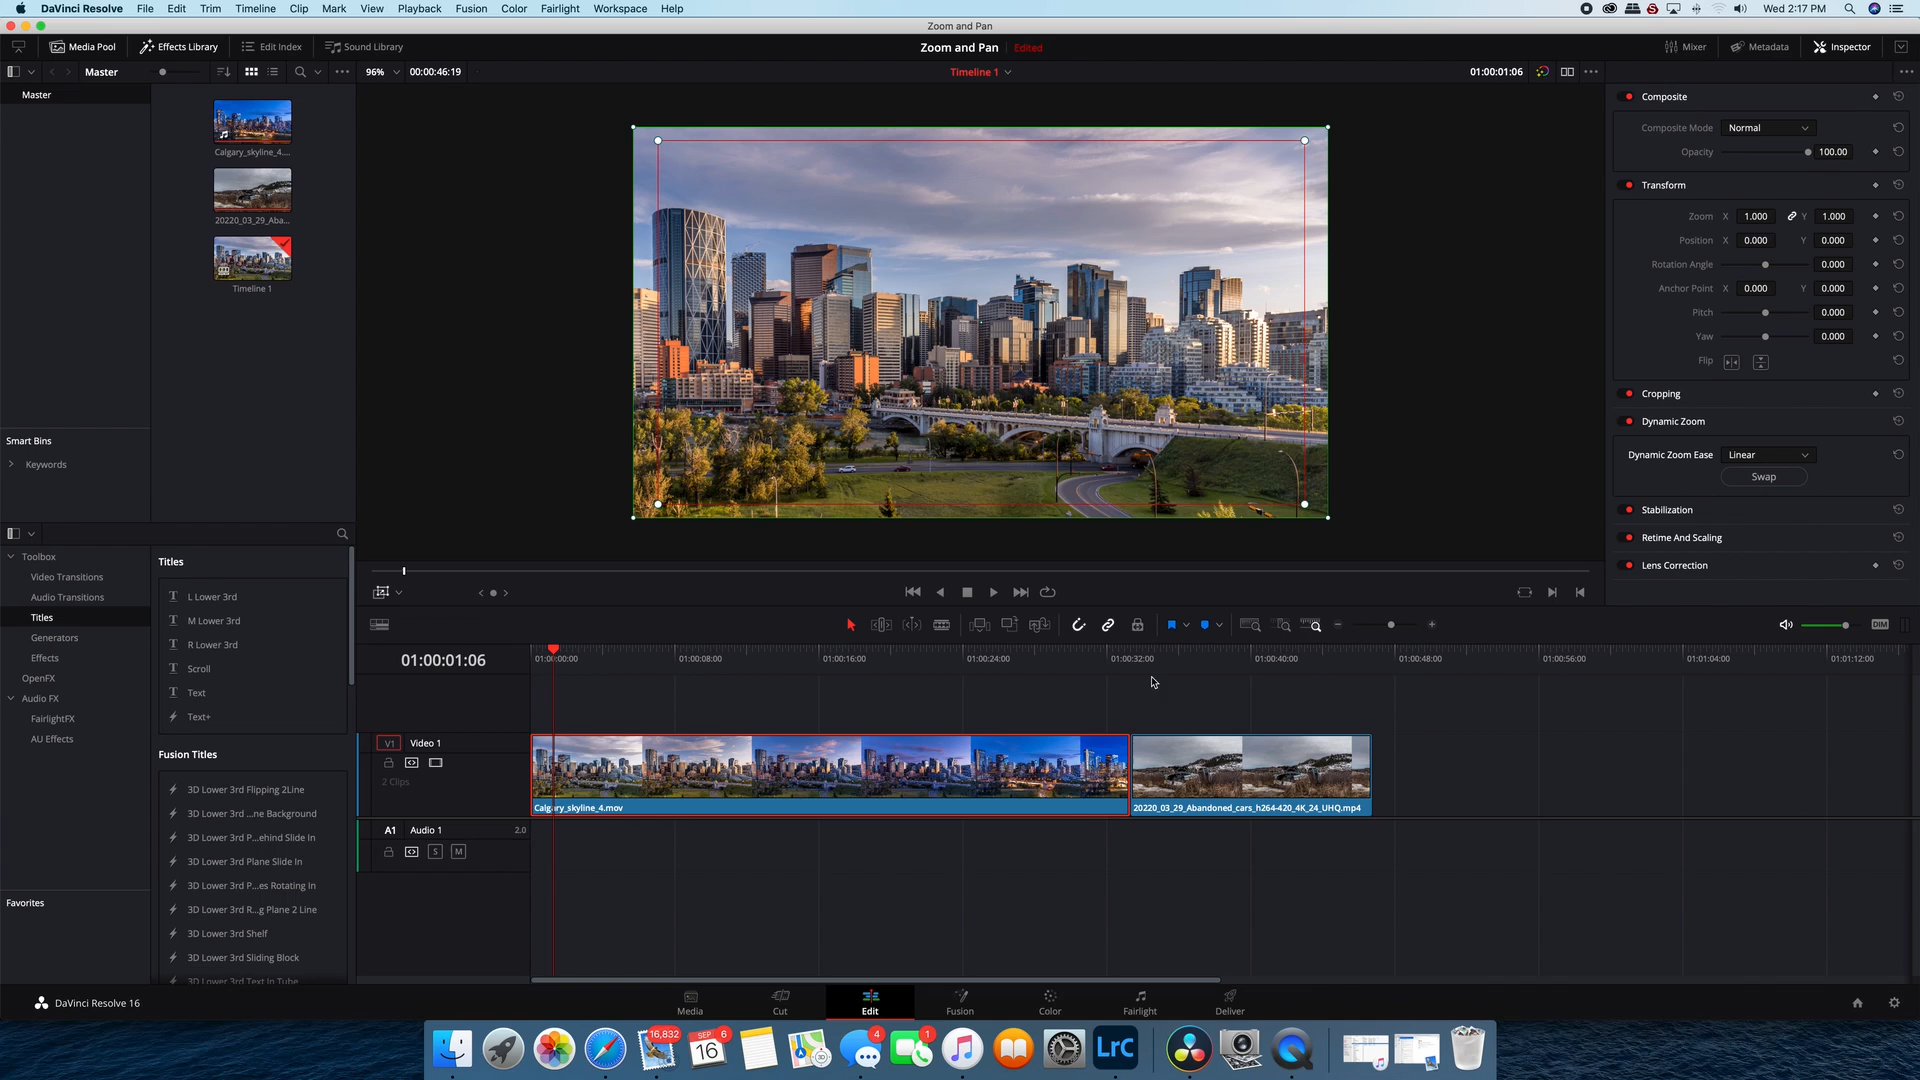 DaVinci Resolve File Edit Trim Timeline Clip Mark View Playback Fusion Color Fairlight Workspace Help Wed 2:17 PM
Zoom and Pan
Media Pool Effects Library Edit Index Sound Library Zoom and Pan Edited Mixer Metadata Inspector
Master 96% 00:00:46:19 Timeline 1 01:00:01:06
Master
Calgary_skyline_4....
20220_03_29_Aba...
Timeline 1
Smart Bins
Keywords
Composite
Composite Mode Normal
Opacity 100.00
Transform
Zoom X 1.000 Y 1.000
Position X 0.000 Y 0.000
Rotation Angle 0.000
Anchor Point X 0.000 Y 0.000
Pitch 0.000
Yaw 0.000
Flip
Cropping
Dynamic Zoom
Dynamic Zoom Ease Linear
Swap
Stabilization
Retime And Scaling
Lens Correction
Toolbox
Video Transitions
Audio Transitions
Titles
Generators
Effects
OpenFX
Audio FX
FairlightFX
AU Effects
Favorites
Titles
L Lower 3rd
M Lower 3rd
R Lower 3rd
Scroll
Text
Text+
Fusion Titles
3D Lower 3rd Flipping 2Line
3D Lower 3rd ...ne Background
3D Lower 3rd P...ehind Slide In
3D Lower 3rd Plane Slide In
3D Lower 3rd P...es Rotating In
3D Lower 3rd R...g Plane 2 Line
3D Lower 3rd Shelf
3D Lower 3rd Sliding Block
3D Lower 3rd Text In Tube
DIM
01:00:01:06
01:00:00:00 01:00:08:00 01:00:16:00 01:00:24:00 01:00:32:00 01:00:40:00 01:00:48:00 01:00:56:00 01:01:04:00 01:01:12:00
V1 Video 1
2 Clips
Calgary_skyline_4.mov
20220_03_29_Abandoned_cars_h264-420_4K_24_UHQ.mp4
A1 Audio 1 2.0
S M
DaVinci Resolve 16
Media Cut Edit Fusion Color Fairlight Deliver
16,832
SEP 6
16
3D
4
1
LrC